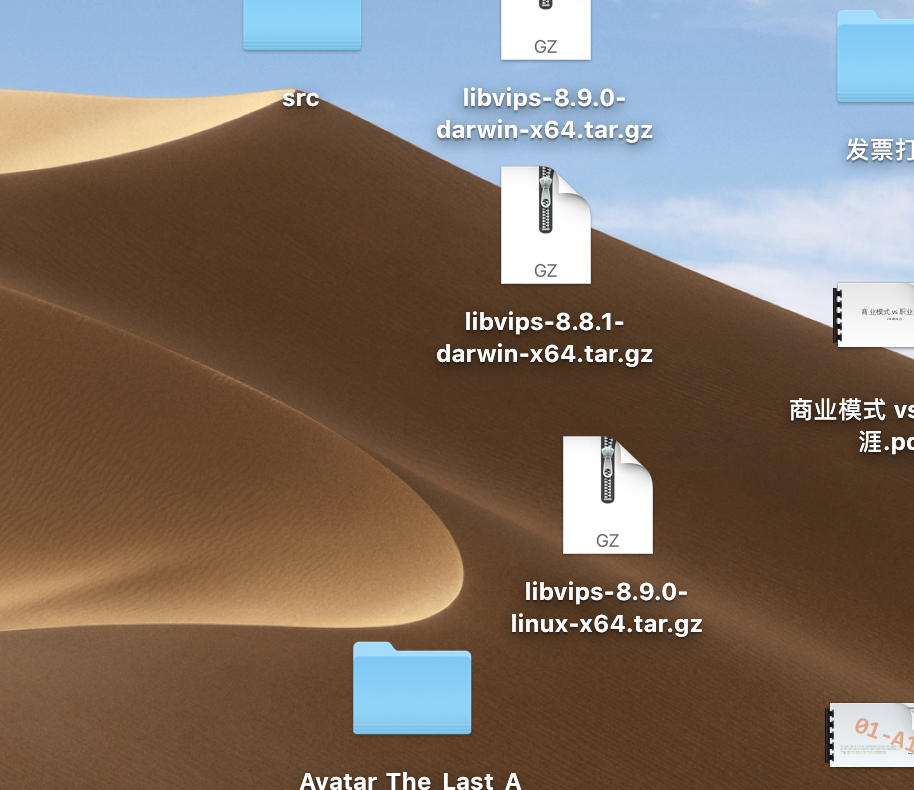 GZ
src
libvips-8.9.0-
darwin-x64.tar.gz
发票打
GZ
libvips-8.8.1-
darwin-x64.tar.gz
商业模式 vs 职业
商业模式 vs
涯.pd
GZ
libvips-8.9.0-
linux-x64.tar.gz
01-A1
Avatar The Last A